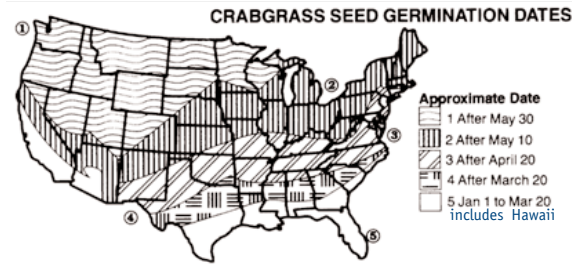 CRABGRASS SEED GERMINATION DATES
①
②
③
④
⑤
Approximate Date
1 After May 30
2 After May 10
3 After April 20
4 After March 20
5 Jan 1 to Mar 20
includes Hawaii